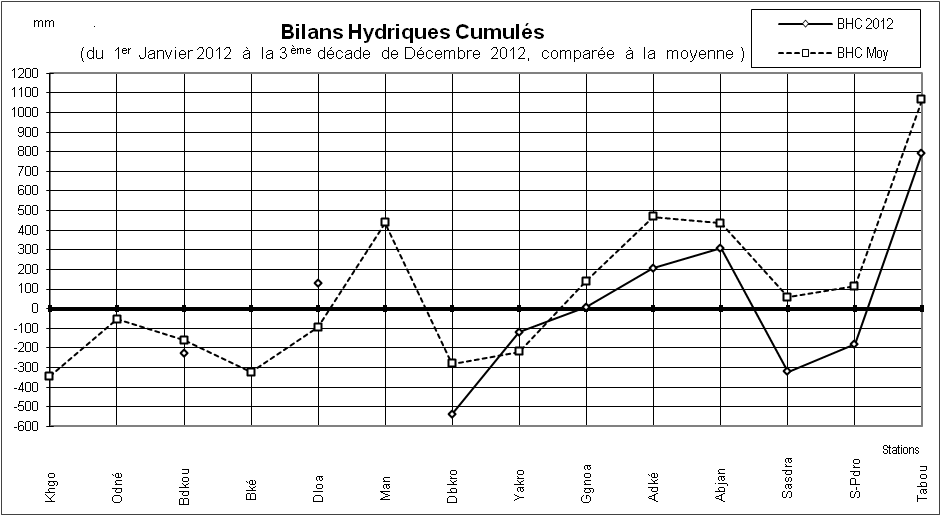 mm .
Bilans Hydriques Cumulés
(du 1er Janvier 2012 à la 3ème décade de Décembre 2012, comparée à la moyenne )
BHC 2012
BHC Moy
1200
1100
1000
900
800
700
600
500
400
300
200
100
0
-100
-200
-300
-400
-500
-600
Stations
Khgo
Odné
Bdkou
Bké
Dloa
Man
Dbkro
Yakro
Ggnoa
Adké
Abjan
Sasdra
S-Pdro
Tabou